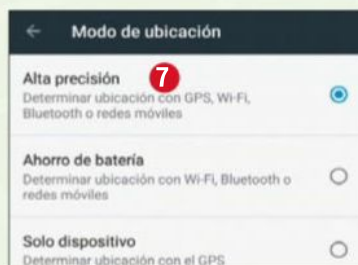 Modo de ubicación
Alta precisión 7
Determinar ubicación con GPS, Wi-Fi,
Bluetooth o redes móviles
Ahorro de batería
Determinar ubicación con Wi-Fi, Bluetooth o
redes móviles
Solo dispositivo
Determinar ubicación con el GPS